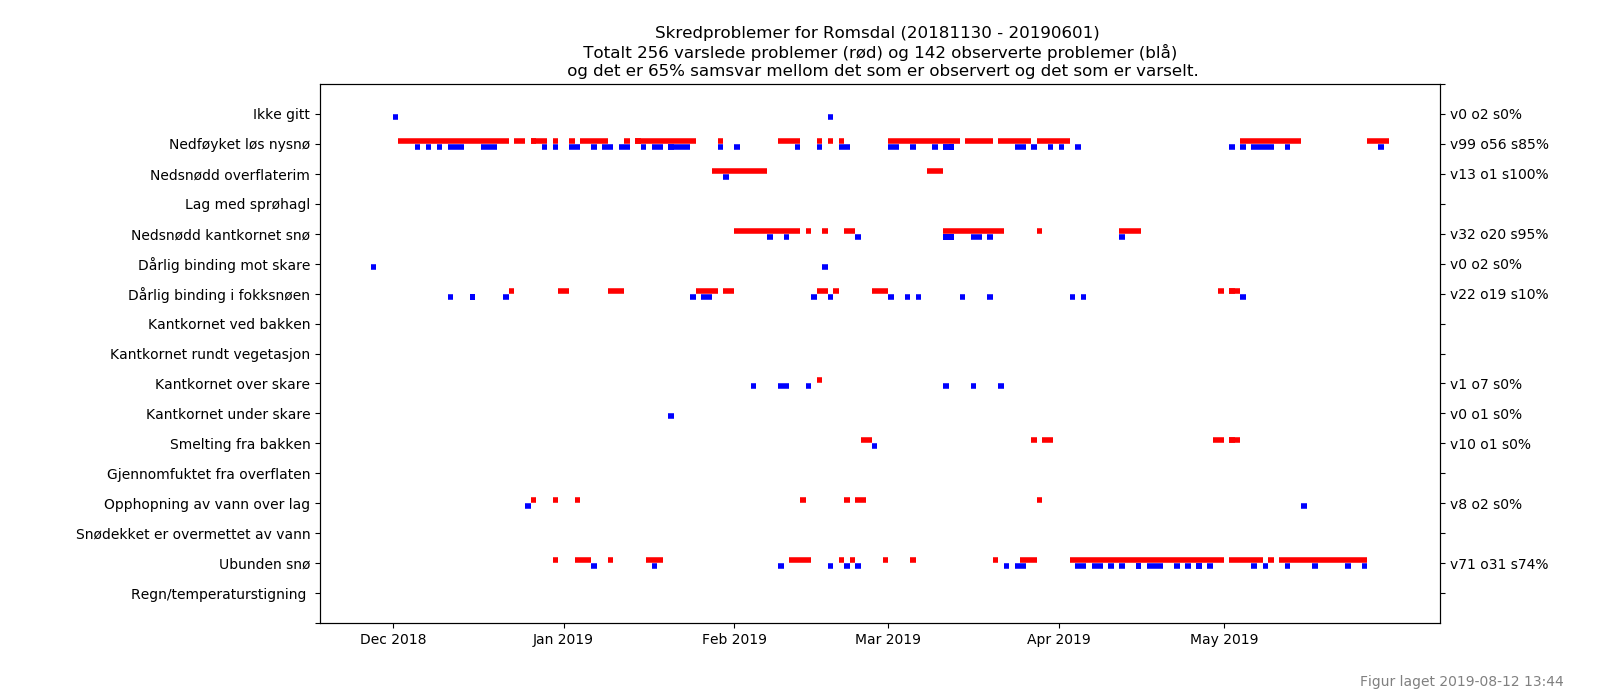 Skredproblemer for Romsdal (20181130 - 20190601)
Totalt 256 varslede problemer (rød) og 142 observerte problemer (blå)
og det er 65% samsvar mellom det som er observert og det som er varselt.
Ikke gitt v0 o2 s0%
Nedføyket løs nysnø v99 o56 s85%
Nedsnødd overflaterim v13 o1 s100%
Lag med sprøhagl
Nedsnødd kantkornet snø v32 o20 s95%
Dårlig binding mot skare v0 o2 s0%
Dårlig binding i fokksnøen v22 o19 s10%
Kantkornet ved bakken
Kantkornet rundt vegetasjon
Kantkornet over skare v1 o7 s0%
Kantkornet under skare v0 o1 s0%
Smelting fra bakken v10 o1 s0%
Gjennomfuktet fra overflaten
Opphopning av vann over lag v8 o2 s0%
Snødekket er overmettet av vann
Ubunden snø v71 o31 s74%
Regn/temperaturstigning
Dec 2018 Jan 2019 Feb 2019 Mar 2019 Apr 2019 May 2019
Figur laget 2019-08-12 13:44